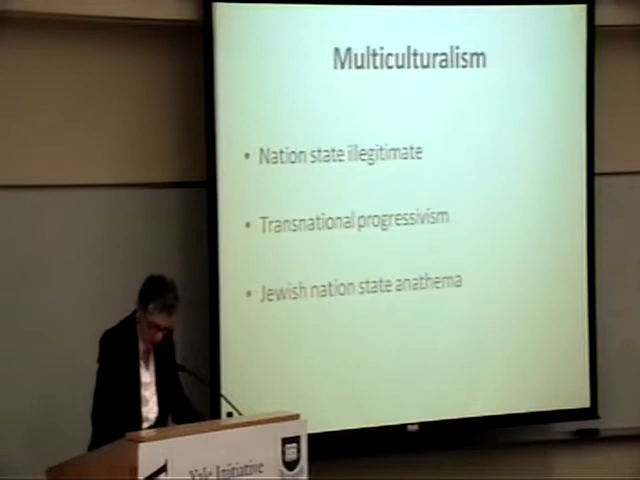 Multiculturalism
• Nation state illegitimate
• Transnational progressivism
• Jewish nation state anathema
Yale Initiative